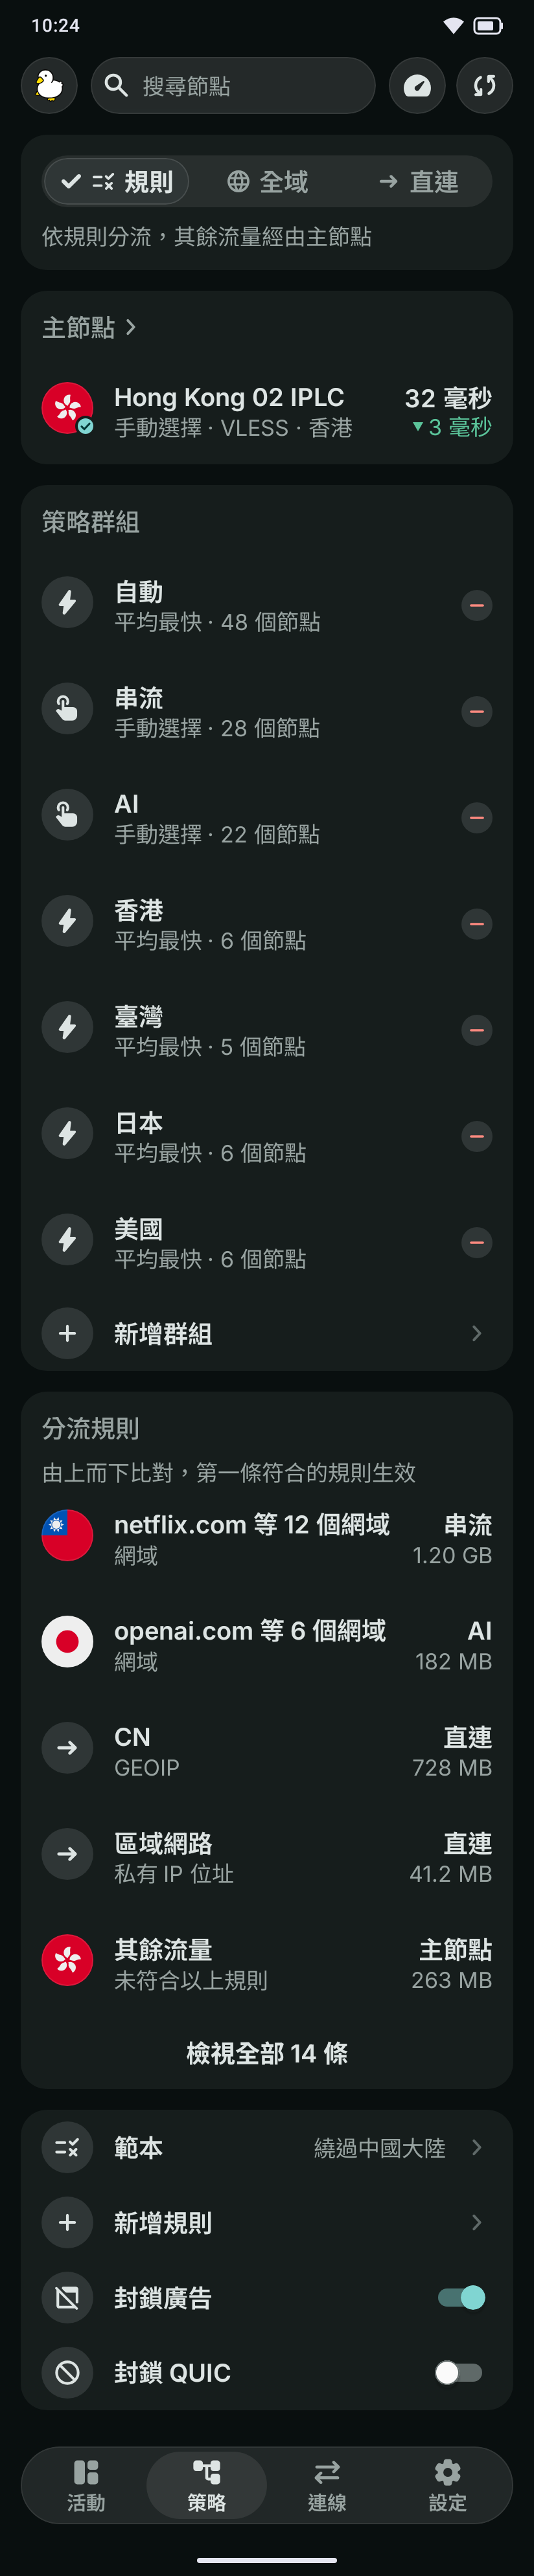 10:24
搜尋節點
規則
全域
直連
依規則分流，其餘流量經由主節點
主節點
Hong Kong 02 IPLC
32 毫秒
手動選擇 · VLESS · 香港
▼3 毫秒
策略群組
自動
平均最快 · 48 個節點
串流
手動選擇 · 28 個節點
AI
手動選擇 · 22 個節點
香港
平均最快 · 6 個節點
臺灣
平均最快 · 5 個節點
日本
平均最快 · 6 個節點
美國
平均最快 · 6 個節點
新增群組
分流規則
由上而下比對，第一條符合的規則生效
netflix.com 等 12 個網域
串流
網域
1.20 GB
openai.com 等 6 個網域
AI
網域
182 MB
CN
直連
GEOIP
728 MB
區域網路
直連
私有 IP 位址
41.2 MB
其餘流量
主節點
未符合以上規則
263 MB
檢視全部 14 條
範本
繞過中國大陸
新增規則
封鎖廣告
封鎖 QUIC
活動
策略
連線
設定